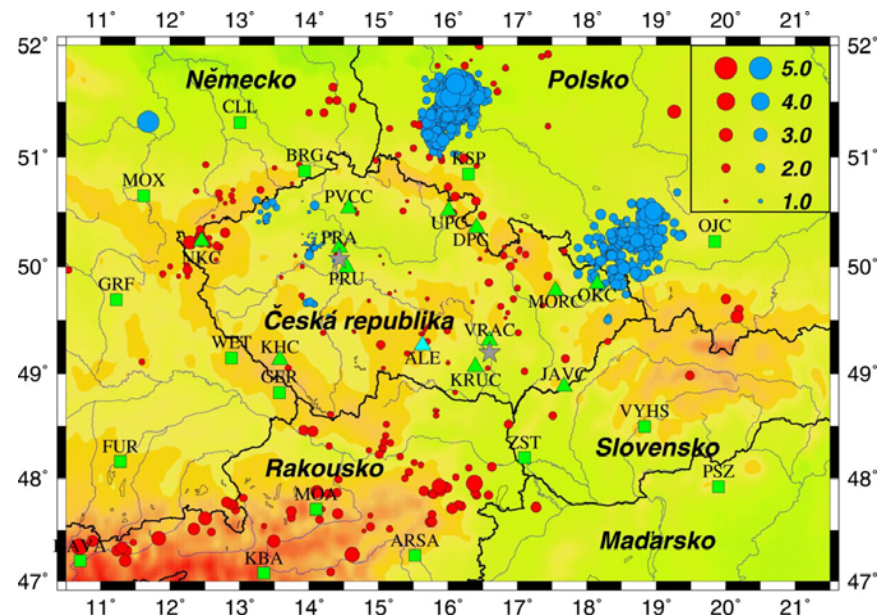 11˚ 12˚ 13˚ 14˚ 15˚ 16˚ 17˚ 18˚ 19˚ 20˚ 21˚
52˚ 52˚
Německo Polsko 5.0
CLL 4.0
3.0
51˚ BRG KSP 51˚
MOX PVCC 2.0
UPC 1.0
DPC OJC
PRA
NKC
50˚ PRU 50˚
GRF MORC OKC
Česká republika VRAC
WET KHC ALE
49˚ GER KRUC JAVC 49˚
VYHS
FUR ZST Slovensko
48˚ Rakousko PSZ 48˚
MOA
ARSA Maďarsko
DAVA KBA
47˚ 47˚
11˚ 12˚ 13˚ 14˚ 15˚ 16˚ 17˚ 18˚ 19˚ 20˚ 21˚